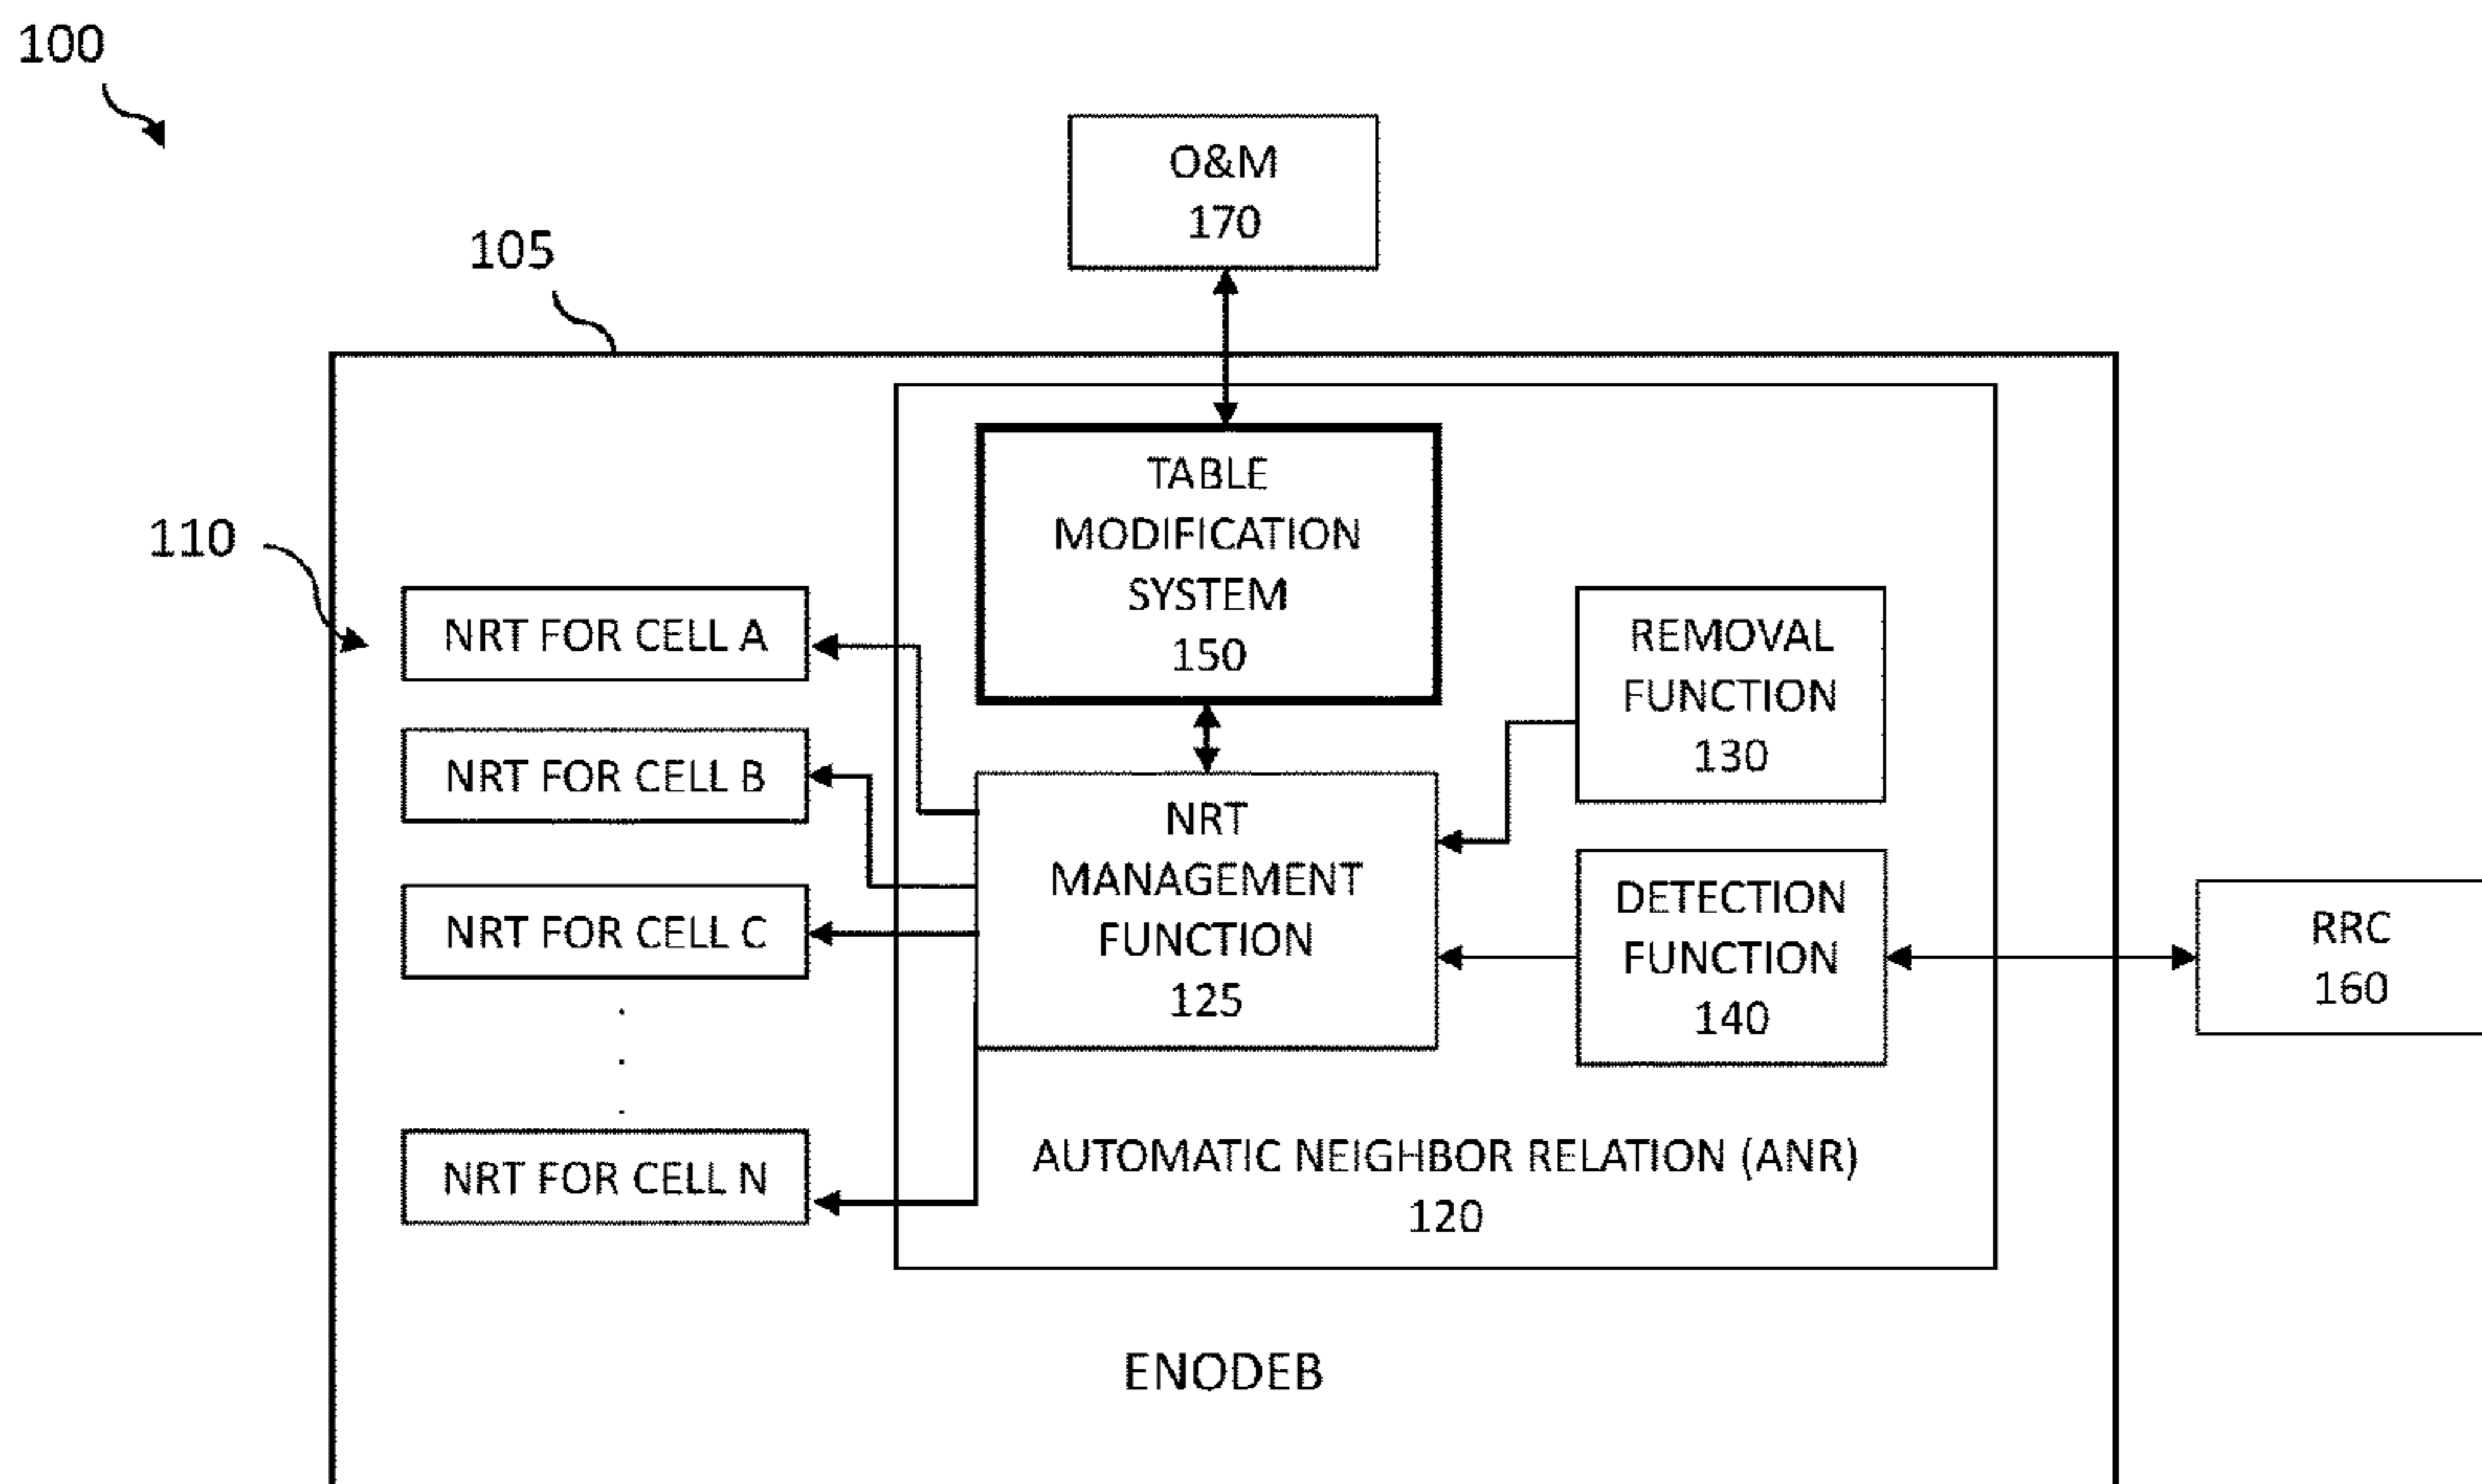 100
O&M
170
105
TABLE
MODIFICATION
SYSTEM
150
110
NRT FOR CELL A
REMOVAL
FUNCTION
130
NRT FOR CELL B
NRT
MANAGEMENT
FUNCTION
125
NRT FOR CELL C
DETECTION
FUNCTION
140
RRC
160
NRT FOR CELL N
AUTOMATIC NEIGHBOR RELATION (ANR)
120
ENODEB